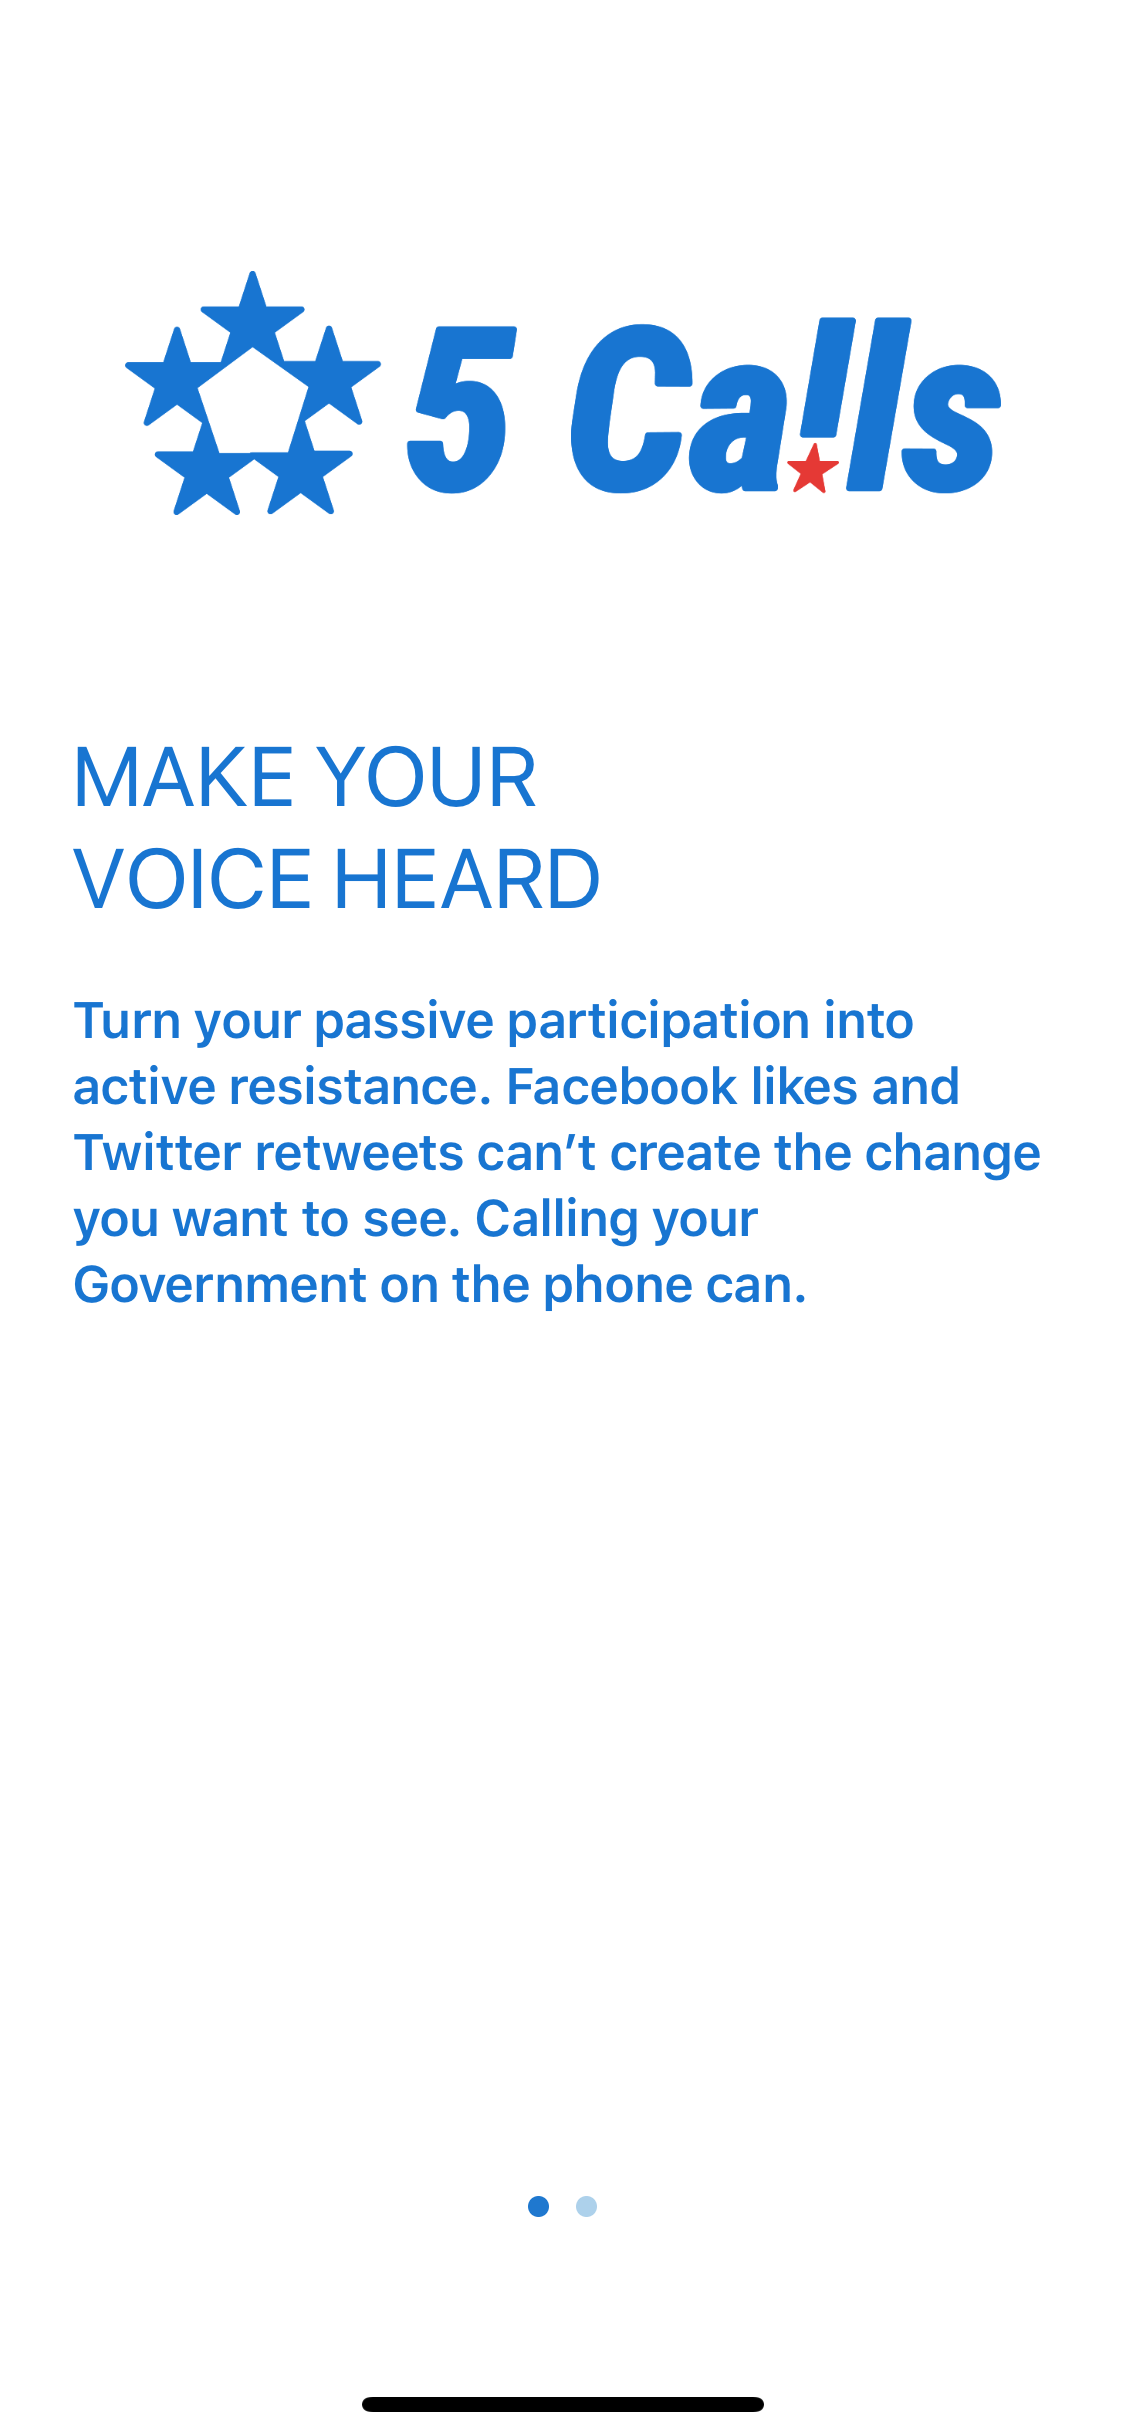 5 Calls
MAKE YOUR
VOICE HEARD
Turn your passive participation into
active resistance. Facebook likes and
Twitter retweets can’t create the change
you want to see. Calling your
Government on the phone can.